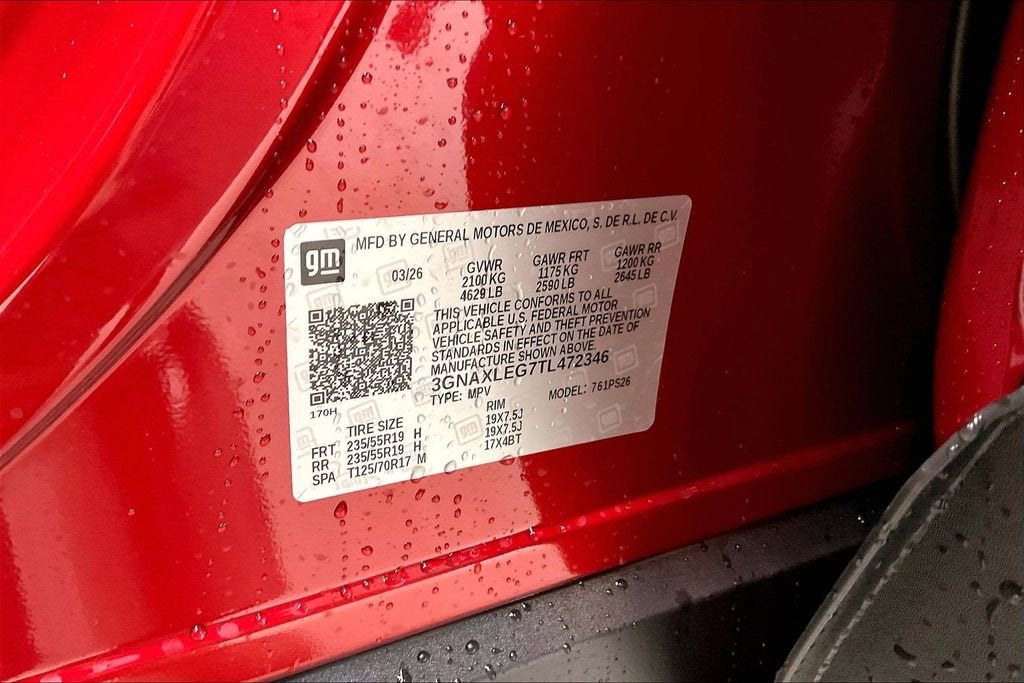 gm
MFD BY GENERAL MOTORS DE MEXICO, S. DE R.L. DE C.V.
03/26
GVWR GAWR FRT GAWR RR
2100 KG 1175 KG 1200 KG
4629 LB 2590 LB 2645 LB
THIS VEHICLE CONFORMS TO ALL
APPLICABLE U.S. FEDERAL MOTOR
VEHICLE SAFETY AND THEFT PREVENTION
STANDARDS IN EFFECT ON THE DATE OF
MANUFACTURE SHOWN ABOVE.
3GNAXLEG7TL472346
TYPE: MPV MODEL: 761PS26
170H
TIRE SIZE RIM
FRT 235/55R19 H 19X7.5J
RR 235/55R19 H 19X7.5J
SPA T125/70R17 M 17X4BT